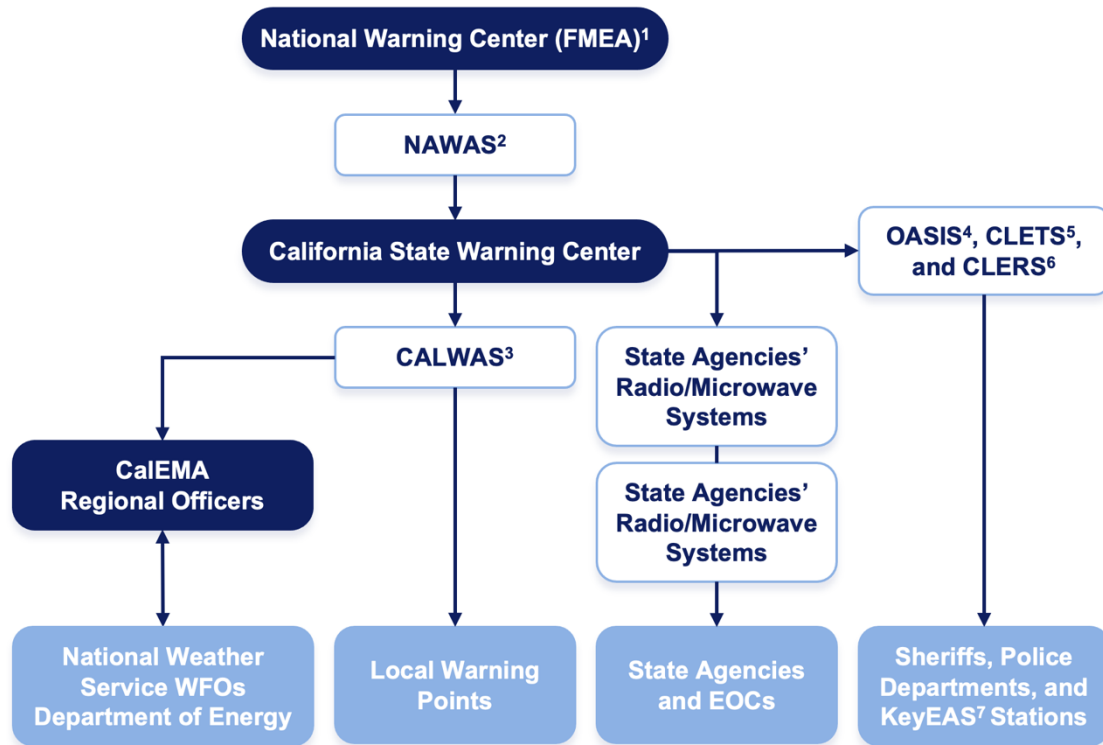 National Warning Center (FMEA)¹
NAWAS²
California State Warning Center
OASIS⁴, CLETS⁵,
and CLERS⁶
CALWAS³
State Agencies’
Radio/Microwave
Systems
CalEMA
Regional Officers
State Agencies’
Radio/Microwave
Systems
National Weather
Service WFOs
Department of Energy
Local Warning
Points
State Agencies
and EOCs
Sheriffs, Police
Departments, and
KeyEAS⁷ Stations